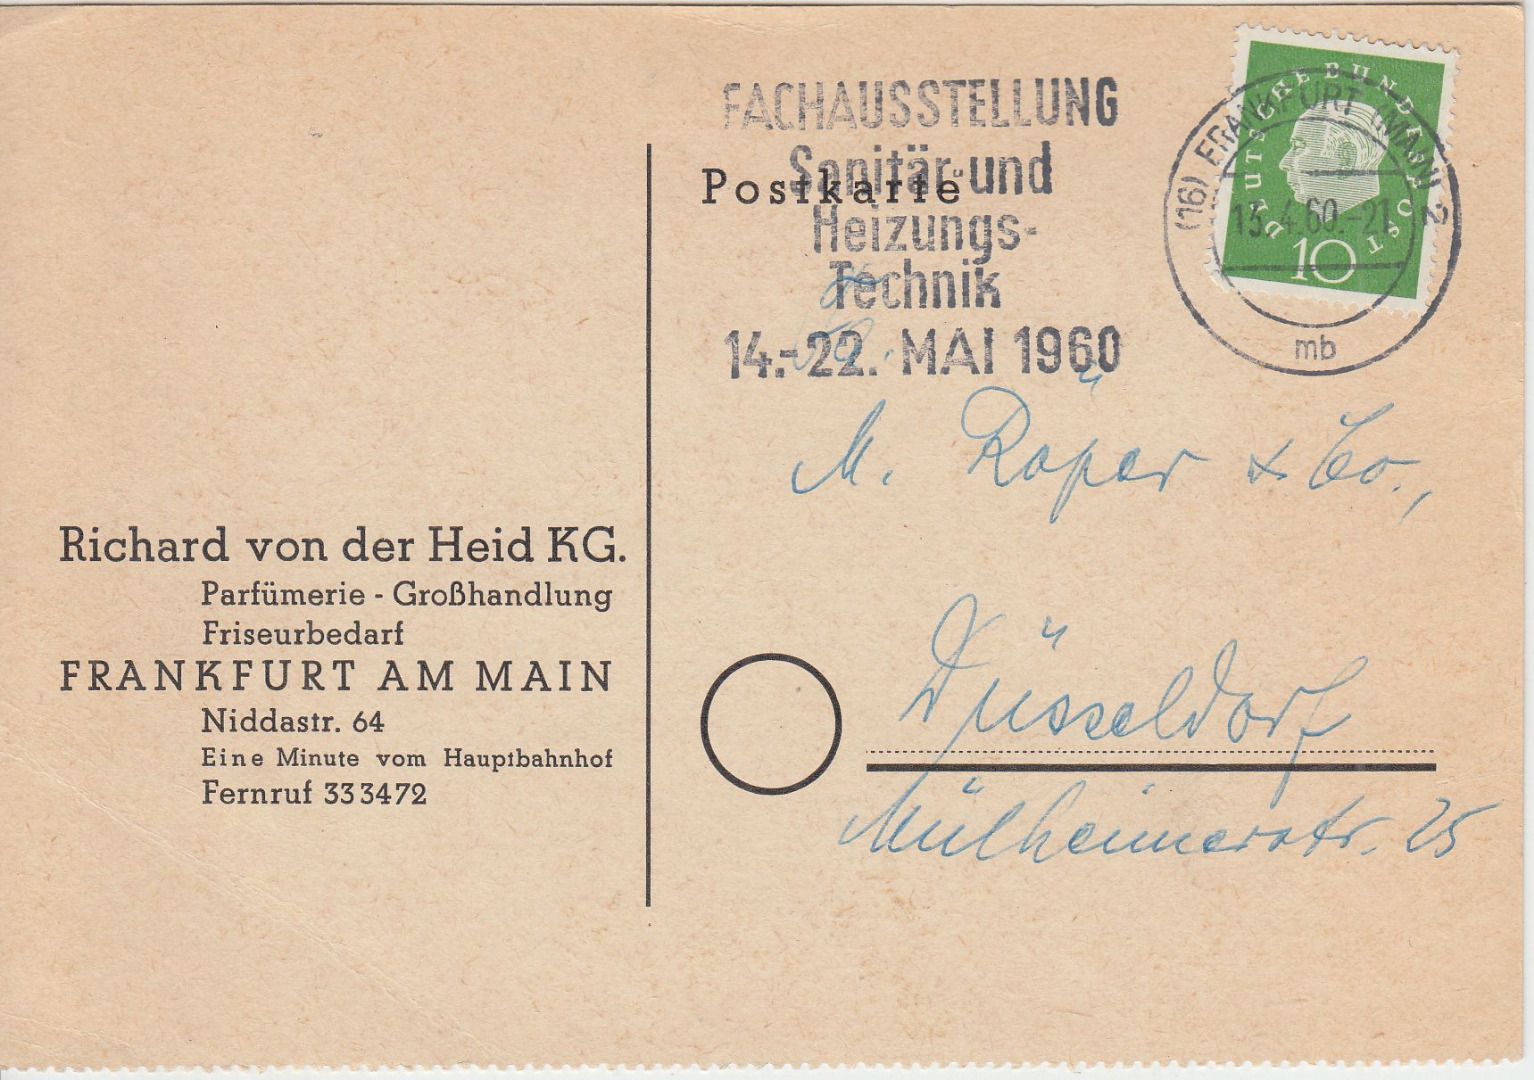 FACHAUSSTELLUNG
Sanitär-und
Heizungs-
Technik
14.-22. MAI 1960
DEUTSCHE BUNDESPOST
10
(16) FRANKFURT (MAIN) 2
13.4.60.-21
mb
Postkarte
Richard von der Heid KG.
Parfümerie - Großhandlung
Friseurbedarf
FRANKFURT AM MAIN
Niddastr. 64
Eine Minute vom Hauptbahnhof
Fernruf 333472
M. Röper & Co.,
Düsseldorf
Mülheimerstr. 25